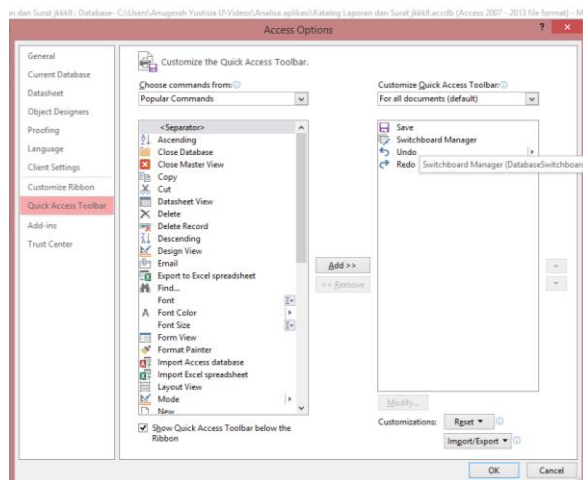 n dan Surat jkkkll : Database- C:\Users\Anugerah Yustisia U\Videos\Analisa aplikasi\Katalog Laporan dan Surat jkkkll.accdb (Access 2007 - 2013 file format) - M
Access Options
? ×
General
Current Database
Datasheet
Object Designers
Proofing
Language
Client Settings
Customize Ribbon
Quick Access Toolbar
Add-ins
Trust Center
Customize the Quick Access Toolbar.
Choose commands from:
Popular Commands
<Separator>
Ascending
Close Database
Close Master View
Copy
Cut
Datasheet View
Delete
Delete Record
Descending
Design View
Email
Export to Excel spreadsheet
Find...
Font
Font Color
Font Size
Form View
Format Painter
Import Access database
Import Excel spreadsheet
Layout View
Mode
New
Show Quick Access Toolbar below the
Ribbon
Add >>
<< Remove
Customize Quick Access Toolbar:
For all documents (default)
Save
Switchboard Manager
Undo
Redo
Switchboard Manager (DatabaseSwitchboar
Modify...
Customizations:
Reset
Import/Export
OK
Cancel